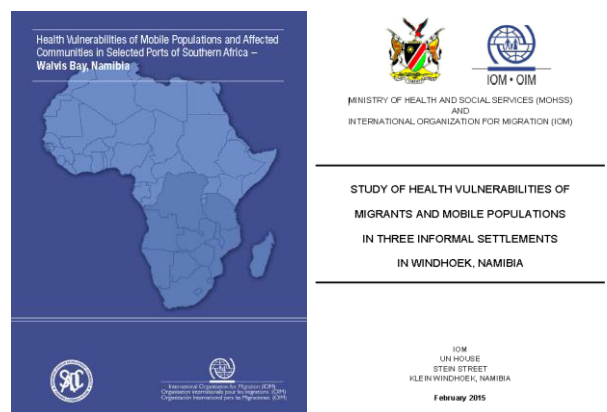 Health Vulnerabilities of Mobile Populations and Affected
Communities in Selected Ports of Southern Africa –
Walvis Bay, Namibia
International Organization for Migration (IOM)
Organisation internationale pour les migrations (OIM)
Organización Internacional para las Migraciones (OIM)
IOM • OIM
MINISTRY OF HEALTH AND SOCIAL SERVICES (MOHSS)
AND
INTERNATIONAL ORGANIZATION FOR MIGRATION (IOM)
STUDY OF HEALTH VULNERABILITIES OF
MIGRANTS AND MOBILE POPULATIONS
IN THREE INFORMAL SETTLEMENTS
IN WINDHOEK, NAMIBIA
IOM
UN HOUSE
STEIN STREET
KLEIN WINDHOEK, NAMIBIA
February 2015